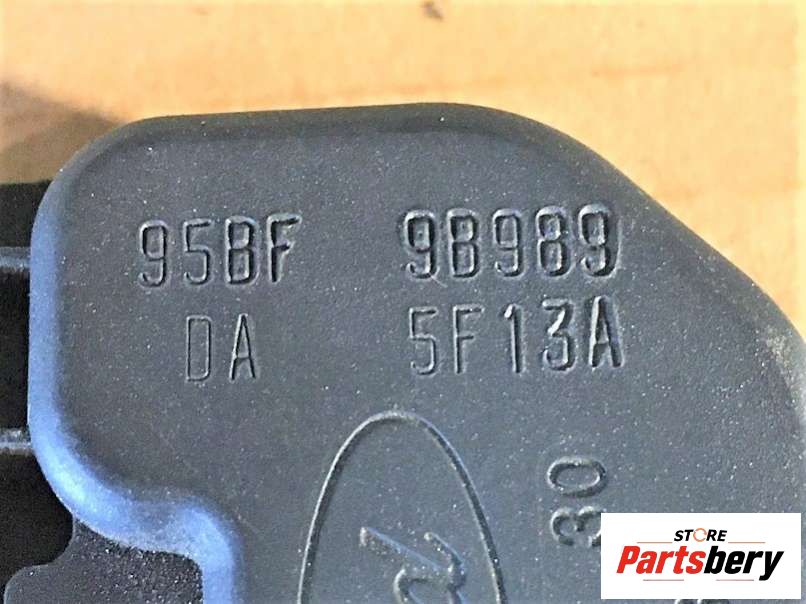 95BF 9B989
DA 5F13A
30
STORE
Partsbery